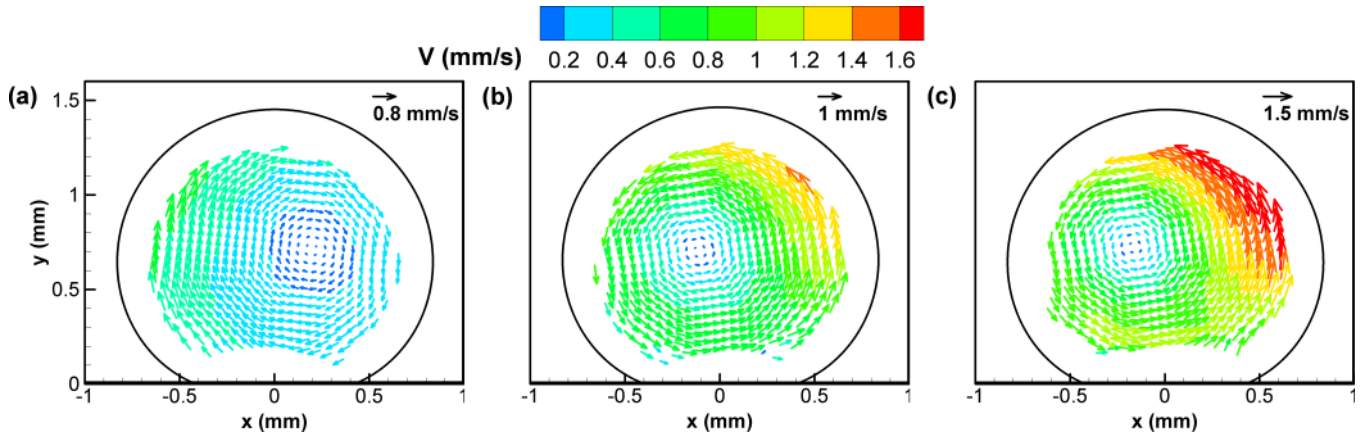 V (mm/s)
0.2 0.4 0.6 0.8 1 1.2 1.4 1.6
(a)
0.8 mm/s
1.5
1
0.5
0
y (mm)
-1 -0.5 0 0.5 1
x (mm)
(b)
1 mm/s
-1 -0.5 0 0.5 1
x (mm)
(c)
1.5 mm/s
-1 -0.5 0 0.5 1
x (mm)